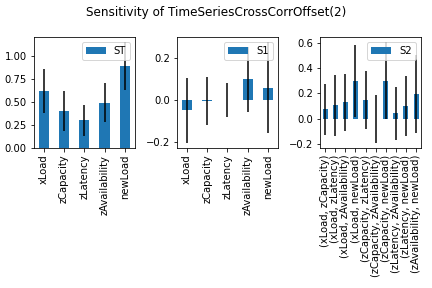 Sensitivity of TimeSeriesCrossCorrOffset(2)
ST
1.00
0.75
0.50
0.25
0.00
xLoad
zCapacity
zLatency
zAvailability
newLoad
S1
0.2
0.0
−0.2
xLoad
zCapacity
zLatency
zAvailability
newLoad
S2
0.6
0.4
0.2
0.0
−0.2
(xLoad, zCapacity)
(xLoad, zLatency)
(xLoad, zAvailability)
(xLoad, newLoad)
(zCapacity, zLatency)
(zCapacity, zAvailability)
(zCapacity, newLoad)
(zLatency, zAvailability)
(zLatency, newLoad)
(zAvailability, newLoad)